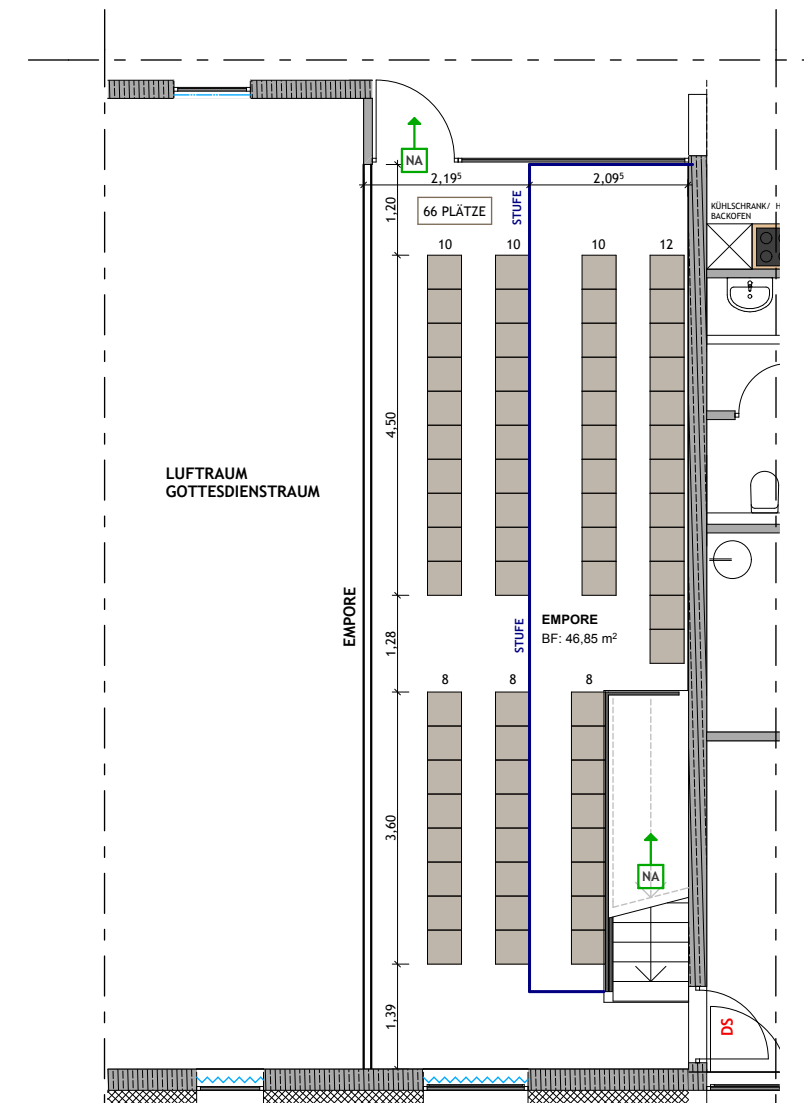 NA
2,19⁵
2,09⁵
1,20
66 PLÄTZE
STUFE
KÜHLSCHRANK/ H
BACKOFEN
10
10
10
12
4,50
LUFTRAUM
GOTTESDIENSTRAUM
EMPORE
1,28
STUFE
EMPORE
BF: 46,85 m²
8
8
8
3,60
NA
1,39
DS